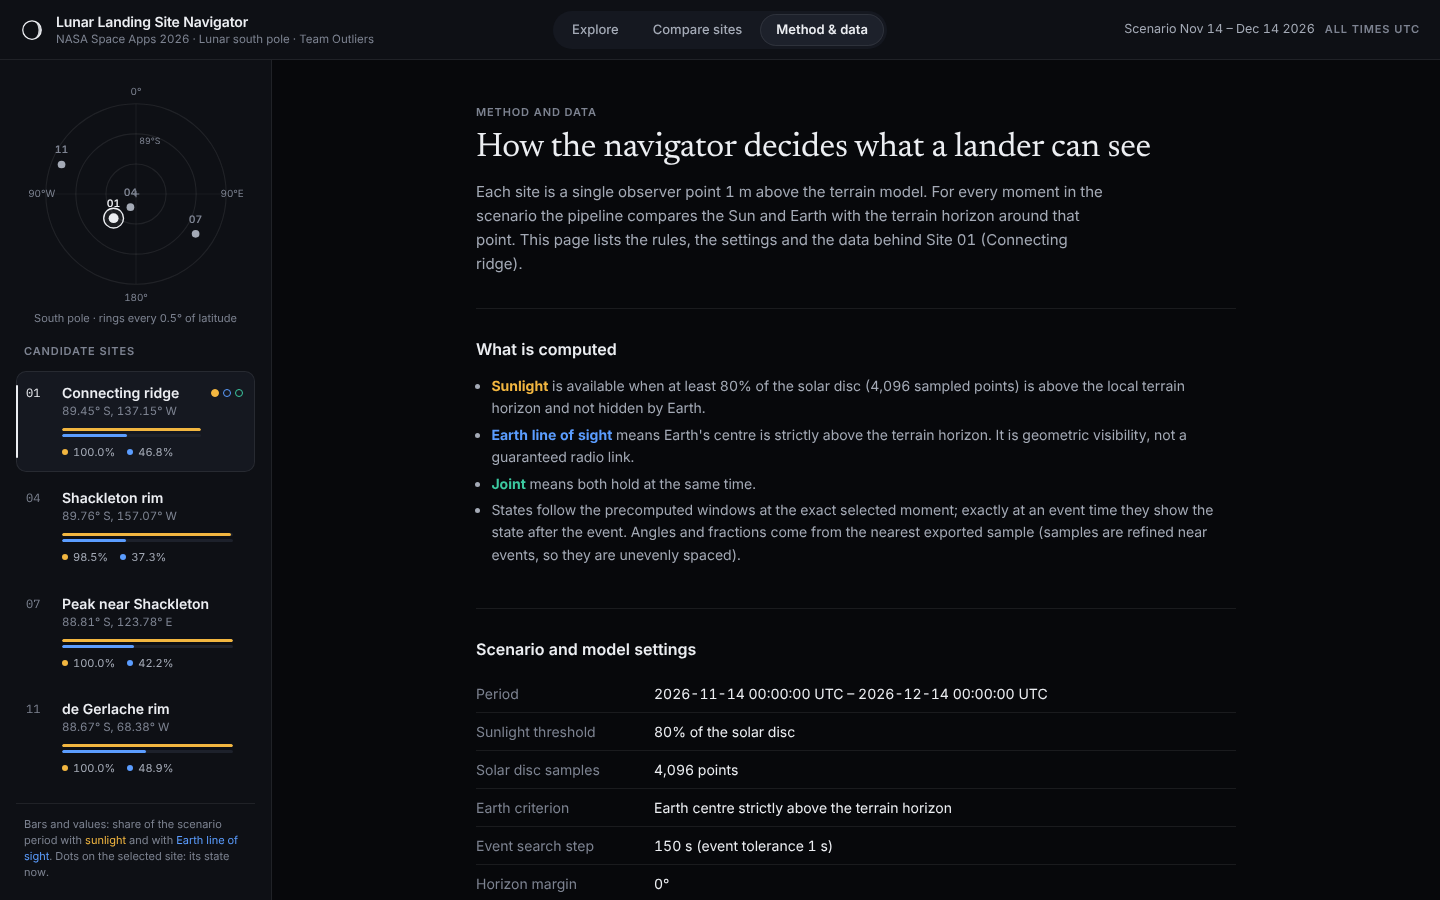 Lunar Landing Site Navigator
NASA Space Apps 2026 · Lunar south pole · Team Outliers
Explore
Compare sites
Method & data
Scenario Nov 14 – Dec 14 2026 ALL TIMES UTC
0°
89°S
11
90°W
04
90°E
01
07
180°
South pole · rings every 0.5° of latitude
CANDIDATE SITES
01 Connecting ridge
89.45° S, 137.15° W
100.0% 46.8%
04 Shackleton rim
89.76° S, 157.07° W
98.5% 37.3%
07 Peak near Shackleton
88.81° S, 123.78° E
100.0% 42.2%
11 de Gerlache rim
88.67° S, 68.38° W
100.0% 48.9%
Bars and values: share of the scenario
period with sunlight and with Earth line of
sight. Dots on the selected site: its state
now.
METHOD AND DATA
How the navigator decides what a lander can see
Each site is a single observer point 1 m above the terrain model. For every moment in the
scenario the pipeline compares the Sun and Earth with the terrain horizon around that
point. This page lists the rules, the settings and the data behind Site 01 (Connecting
ridge).
What is computed
• Sunlight is available when at least 80% of the solar disc (4,096 sampled points) is above the local terrain
horizon and not hidden by Earth.
• Earth line of sight means Earth's centre is strictly above the terrain horizon. It is geometric visibility, not a
guaranteed radio link.
• Joint means both hold at the same time.
• States follow the precomputed windows at the exact selected moment; exactly at an event time they show the
state after the event. Angles and fractions come from the nearest exported sample (samples are refined near
events, so they are unevenly spaced).
Scenario and model settings
Period 2026-11-14 00:00:00 UTC – 2026-12-14 00:00:00 UTC
Sunlight threshold 80% of the solar disc
Solar disc samples 4,096 points
Earth criterion Earth centre strictly above the terrain horizon
Event search step 150 s (event tolerance 1 s)
Horizon margin 0°